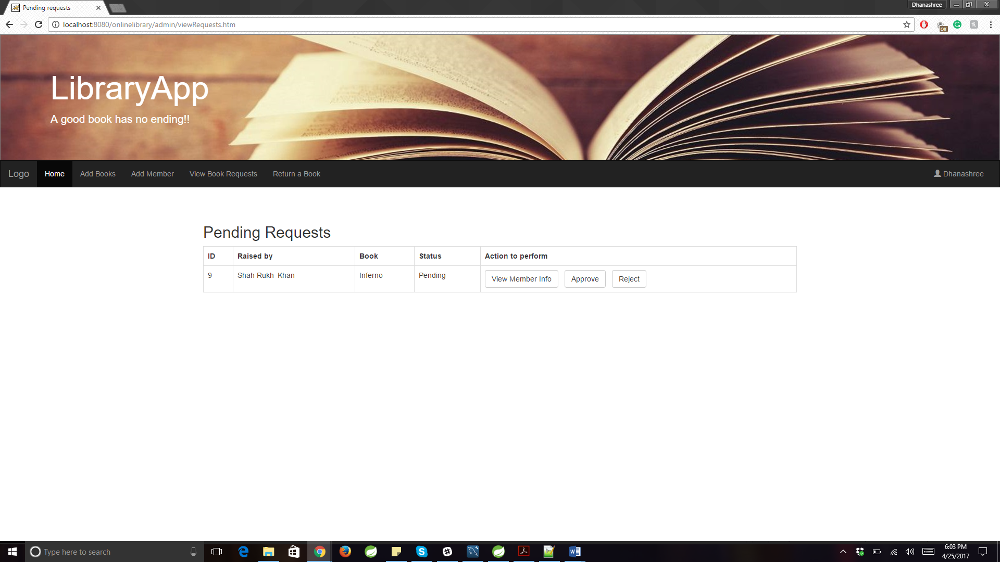 Pending requests
Dhanashree
localhost:8080/onlinelibrary/admin/viewRequests.htm
Off
LibraryApp
A good book has no ending!!
Logo Home Add Books Add Member View Book Requests Return a Book Dhanashree
Pending Requests
ID Raised by Book Status Action to perform
9 Shah Rukh Khan Inferno Pending View Member Info Approve Reject
Type here to search
6:03 PM
4/25/2017